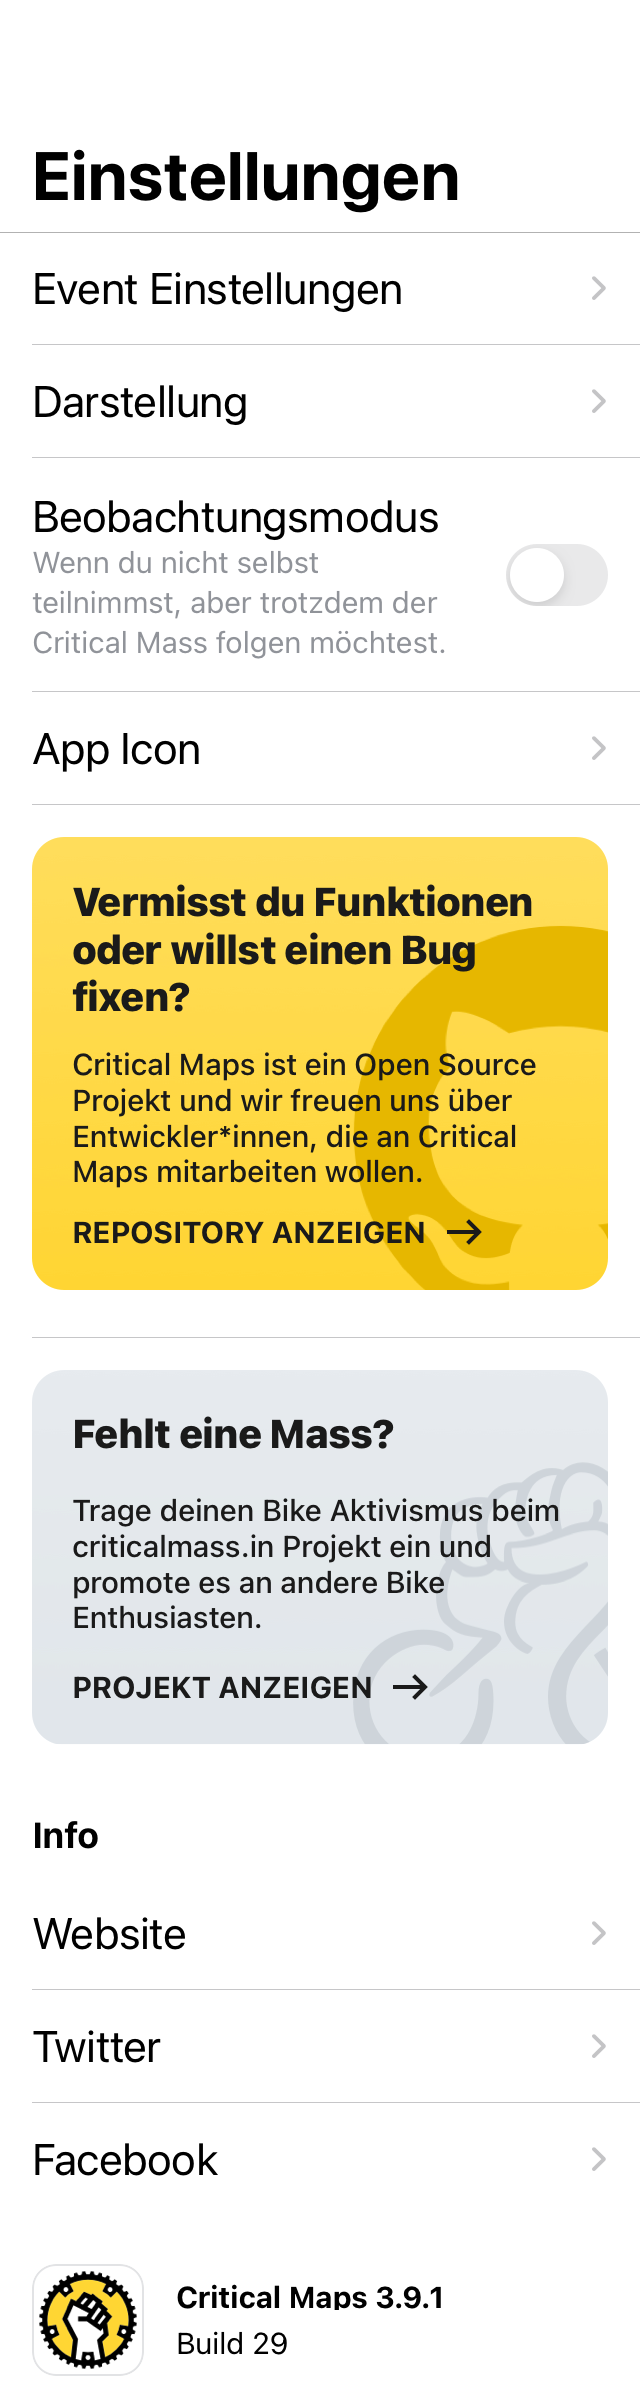 Einstellungen
Event Einstellungen
Darstellung
Beobachtungsmodus
Wenn du nicht selbst
teilnimmst, aber trotzdem der
Critical Mass folgen möchtest.
App Icon
Vermisst du Funktionen
oder willst einen Bug
fixen?
Critical Maps ist ein Open Source
Projekt und wir freuen uns über
Entwickler*innen, die an Critical
Maps mitarbeiten wollen.
REPOSITORY ANZEIGEN
Fehlt eine Mass?
Trage deinen Bike Aktivismus beim
criticalmass.in Projekt ein und
promote es an andere Bike
Enthusiasten.
PROJEKT ANZEIGEN
Info
Website
Twitter
Facebook
Critical Maps 3.9.1
Build 29